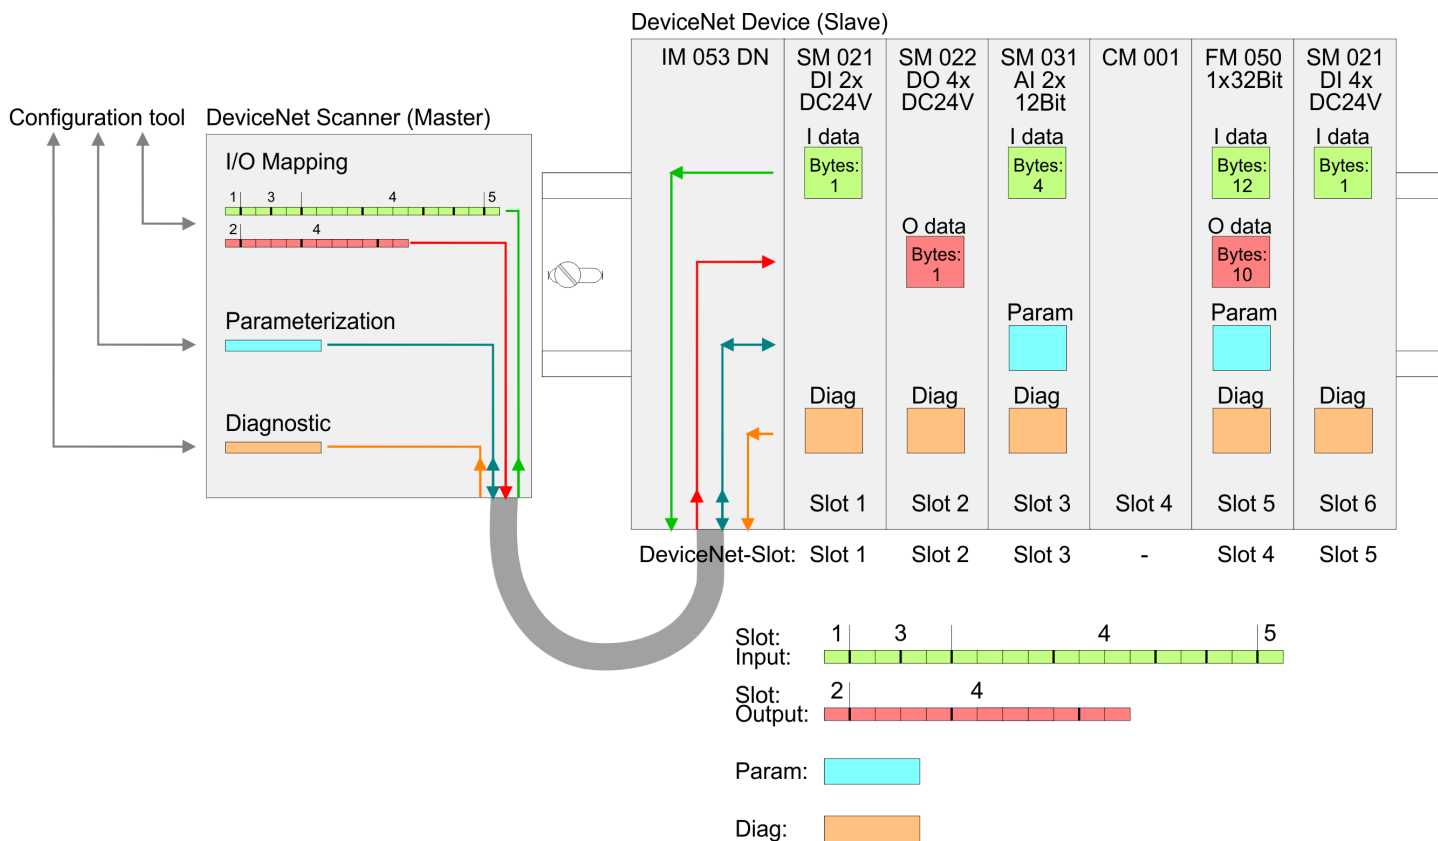 DeviceNet Device (Slave)
IM 053 DN
SM 021
DI 2x
DC24V
SM 022
DO 4x
DC24V
SM 031
AI 2x
12Bit
CM 001
FM 050
1x32Bit
SM 021
DI 4x
DC24V
Configuration tool
DeviceNet Scanner (Master)
I/O Mapping
1 3 4 5
2 4
Parameterization
Diagnostic
I data
Bytes:
1
I data
Bytes:
4
I data
Bytes:
12
I data
Bytes:
1
O data
Bytes:
1
O data
Bytes:
10
Param
Param
Diag
Diag
Diag
Diag
Diag
Slot 1 Slot 2 Slot 3 Slot 4 Slot 5 Slot 6
DeviceNet-Slot: Slot 1 Slot 2 Slot 3 - Slot 4 Slot 5
Slot: 1 3 4 5
Input:
Slot: 2 4
Output:
Param:
Diag: